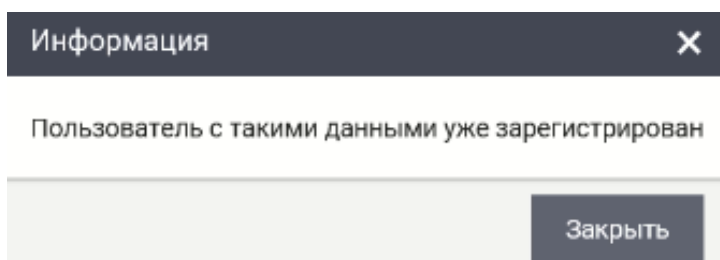 Информация
Пользователь с такими данными уже зарегистрирован
Закрыть